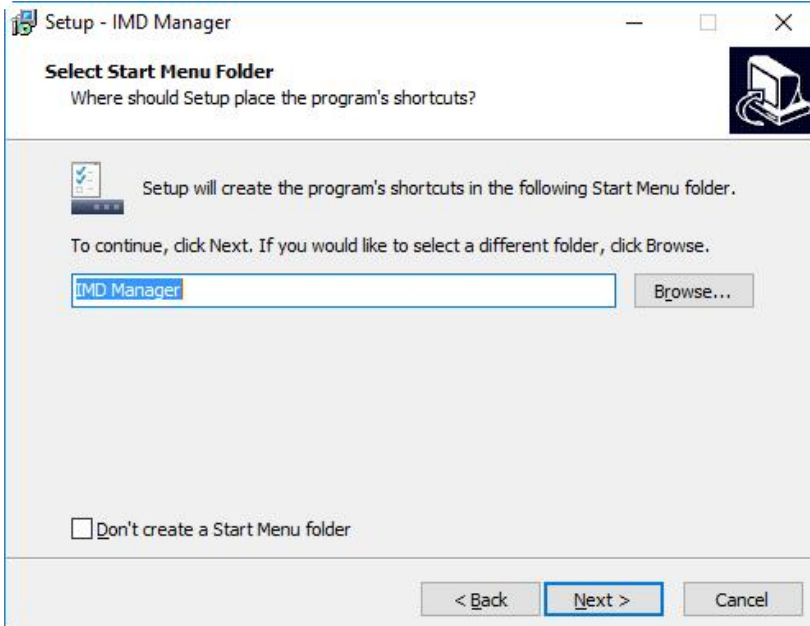 Setup - IMD Manager
Select Start Menu Folder
Where should Setup place the program's shortcuts?
Setup will create the program's shortcuts in the following Start Menu folder.
To continue, click Next. If you would like to select a different folder, click Browse.
IMD Manager
Browse...
Don't create a Start Menu folder
< Back
Next >
Cancel